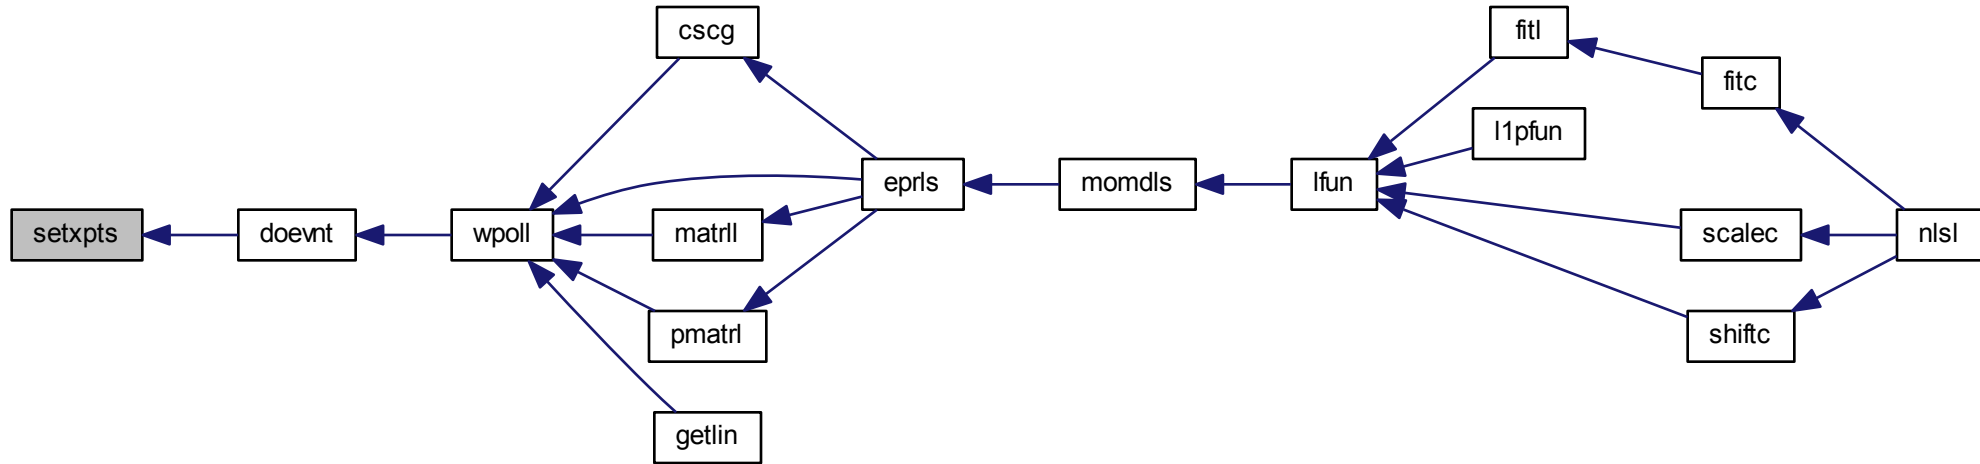 cscg
fitl
fitc
l1pfun
eprls
momdls
lfun
setxpts
doevnt
wpoll
matrll
scalec
nlsl
pmatrl
shiftc
getlin